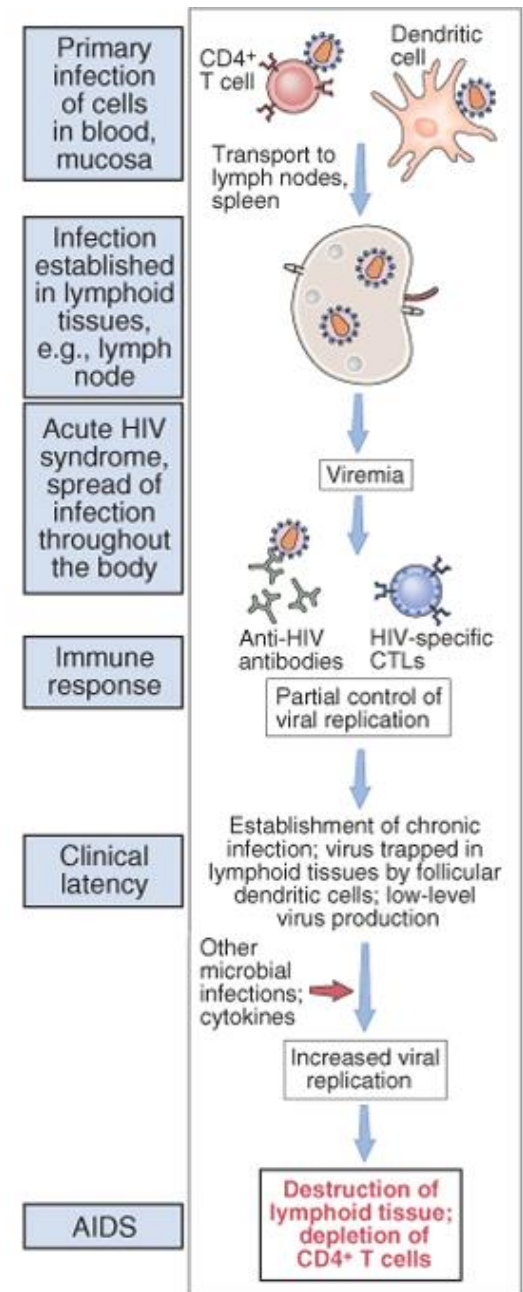 Primary
infection
of cells
in blood,
mucosa
CD4+
T cell
Dendritic
cell
Transport to
lymph nodes,
spleen
Infection
established
in lymphoid
tissues,
e.g., lymph
node
Acute HIV
syndrome,
spread of
infection
throughout
the body
Viremia
Anti-HIV
antibodies
HIV-specific
CTLs
Immune
response
Partial control of
viral replication
Clinical
latency
Establishment of chronic
infection; virus trapped in
lymphoid tissues by follicular
dendritic cells; low-level
virus production
Other
microbial
infections;
cytokines
Increased viral
replication
AIDS
Destruction of
lymphoid tissue;
depletion of
CD4+ T cells